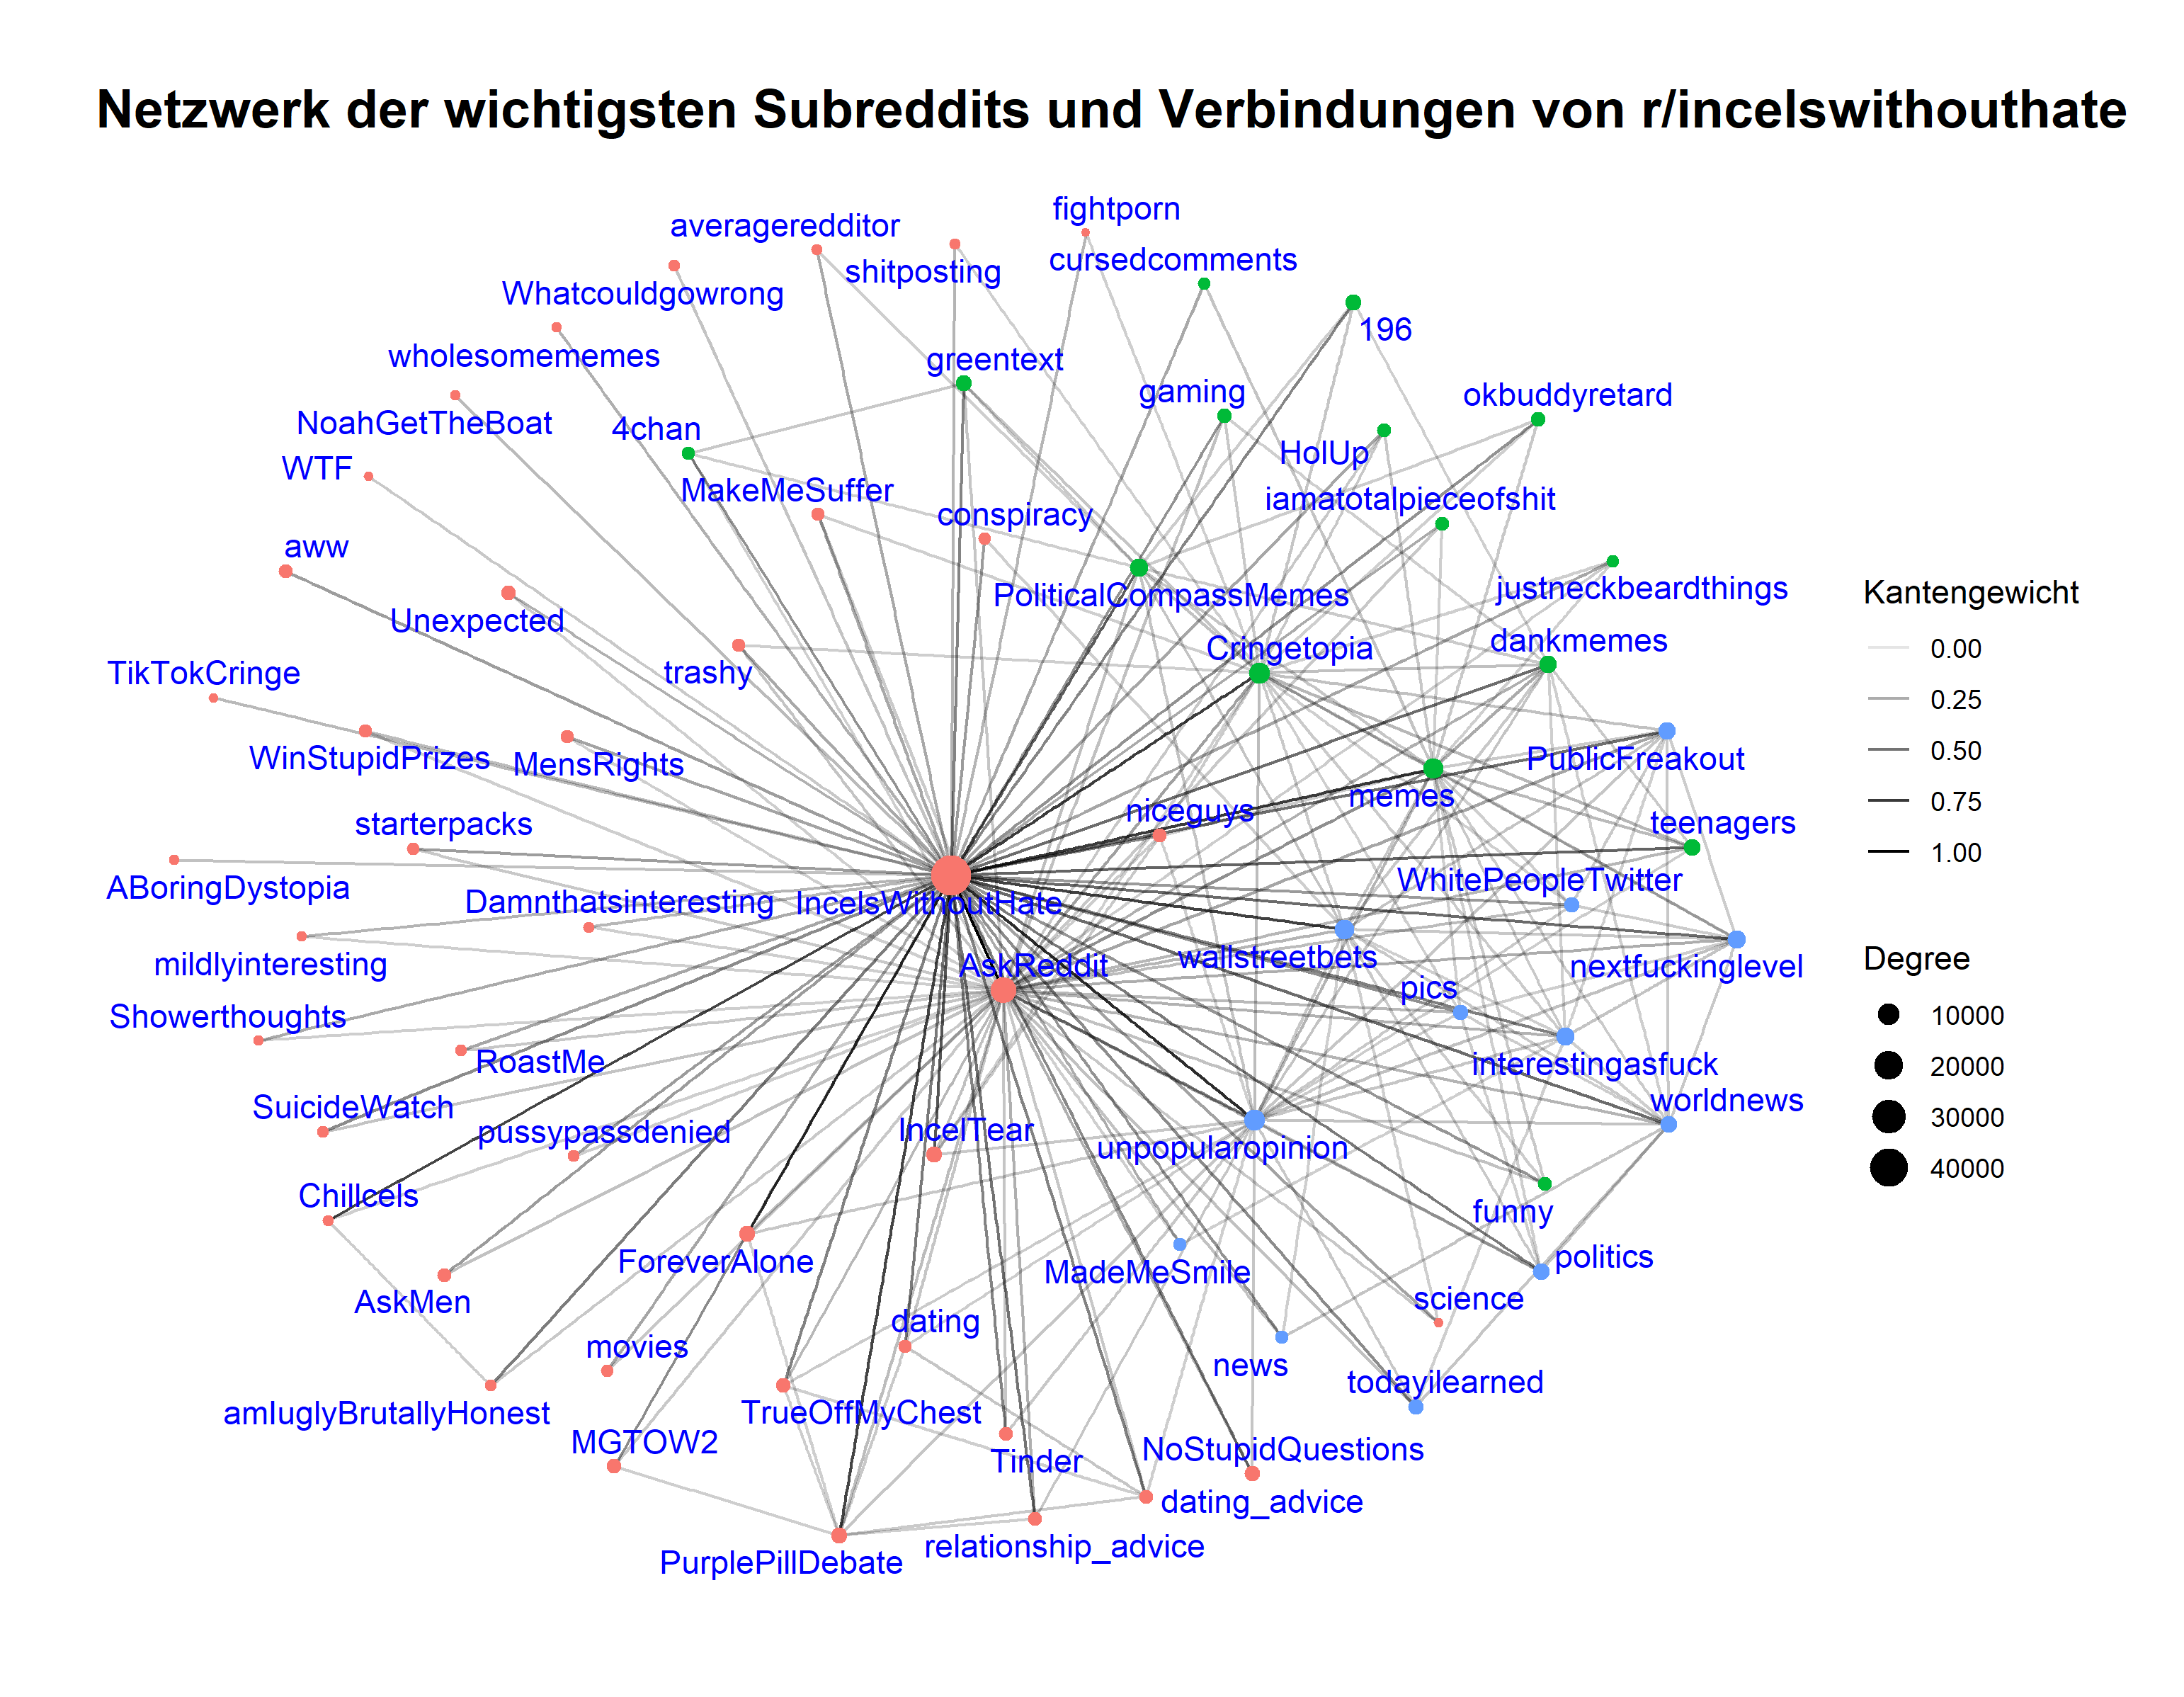 Netzwerk der wichtigsten Subreddits und Verbindungen von r/incelswithouthate
fightporn
averageredditor
shitposting
cursedcomments
Whatcouldgowrong
196
wholesomememes
greentext
gaming
okbuddyretard
NoahGetTheBoat
4chan
HolUp
WTF
MakeMeSuffer
conspiracy
iamatotalpieceofshit
aww
Unexpected
PoliticalCompassMemes
justneckbeardthings
Cringetopia
dankmemes
TikTokCringe
trashy
WinStupidPrizes
MensRights
PublicFreakout
memes
niceguys
starterpacks
teenagers
ABoringDystopia
Damnthatsinteresting
IncelsWithoutHate
WhitePeopleTwitter
mildlyinteresting
AskReddit
wallstreetbets
nextfuckinglevel
pics
Showerthoughts
RoastMe
interestingasfuck
SuicideWatch
worldnews
pussypassdenied
IncelTear
unpopularopinion
Chillcels
funny
ForeverAlone
MadeMeSmile
politics
AskMen
science
dating
movies
news
todayilearned
amIuglyBrutallyHonest
TrueOffMyChest
MGTOW2
Tinder
NoStupidQuestions
dating_advice
PurplePillDebate
relationship_advice
Kantengewicht
0.00
0.25
0.50
0.75
1.00
Degree
10000
20000
30000
40000